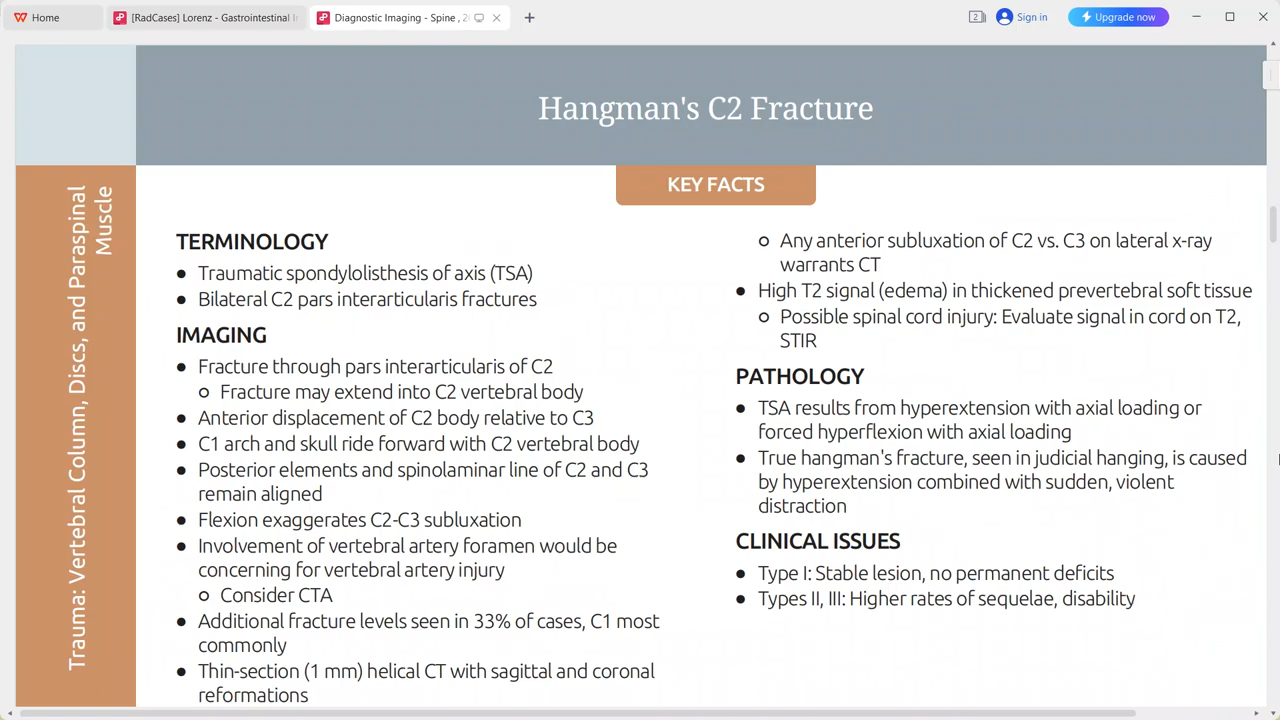 Home
[RadCases] Lorenz - Gastrointestinal
Diagnostic Imaging - Spine , 2
2
Sign in
Upgrade now
Hangman's C2 Fracture
KEY FACTS
Trauma: Vertebral Column, Discs, and Paraspinal
Muscle
TERMINOLOGY
● Traumatic spondylolisthesis of axis (TSA)
● Bilateral C2 pars interarticularis fractures
IMAGING
● Fracture through pars interarticularis of C2
○ Fracture may extend into C2 vertebral body
● Anterior displacement of C2 body relative to C3
● C1 arch and skull ride forward with C2 vertebral body
● Posterior elements and spinolaminar line of C2 and C3
remain aligned
● Flexion exaggerates C2-C3 subluxation
● Involvement of vertebral artery foramen would be
concerning for vertebral artery injury
○ Consider CTA
● Additional fracture levels seen in 33% of cases, C1 most
commonly
● Thin-section (1 mm) helical CT with sagittal and coronal
reformations
○ Any anterior subluxation of C2 vs. C3 on lateral x-ray
warrants CT
● High T2 signal (edema) in thickened prevertebral soft tissue
○ Possible spinal cord injury: Evaluate signal in cord on T2,
STIR
PATHOLOGY
● TSA results from hyperextension with axial loading or
forced hyperflexion with axial loading
● True hangman's fracture, seen in judicial hanging, is caused
by hyperextension combined with sudden, violent
distraction
CLINICAL ISSUES
● Type I: Stable lesion, no permanent deficits
● Types II, III: Higher rates of sequelae, disability